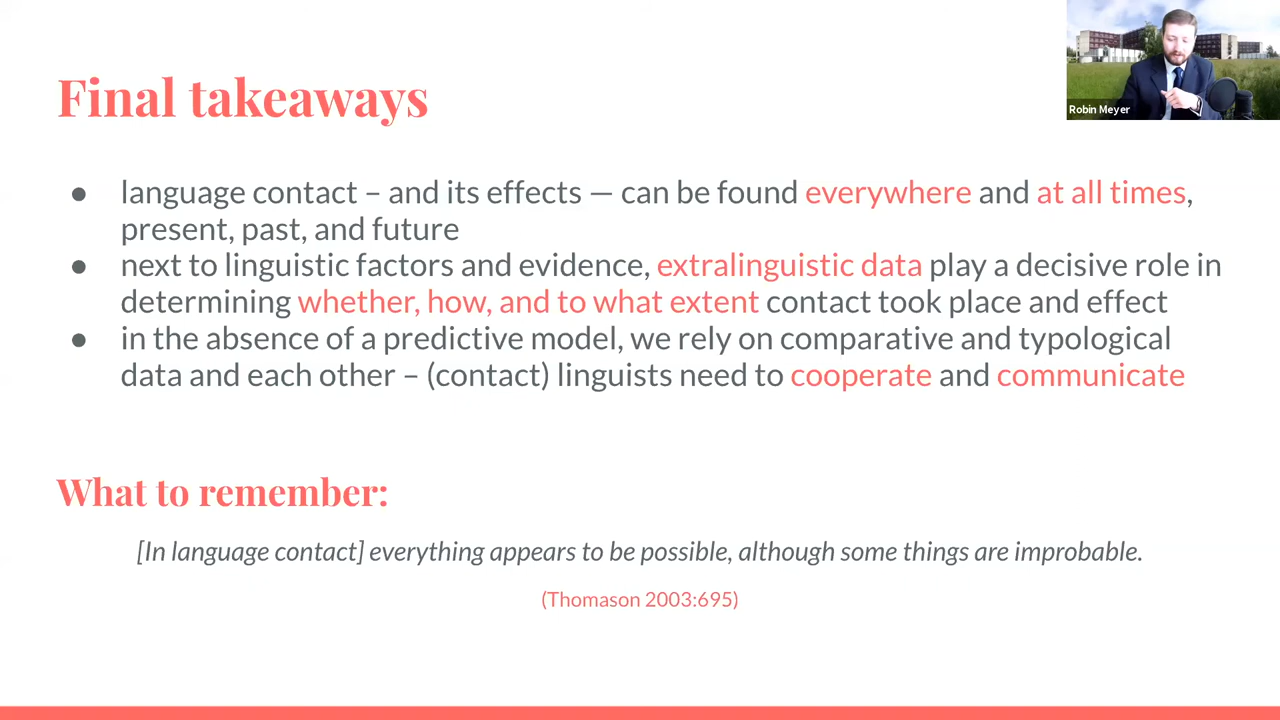 Final takeaways
Robin Meyer
● language contact – and its effects — can be found everywhere and at all times,
present, past, and future
● next to linguistic factors and evidence, extralinguistic data play a decisive role in
determining whether, how, and to what extent contact took place and effect
● in the absence of a predictive model, we rely on comparative and typological
data and each other – (contact) linguists need to cooperate and communicate
What to remember:
[In language contact] everything appears to be possible, although some things are improbable.
(Thomason 2003:695)